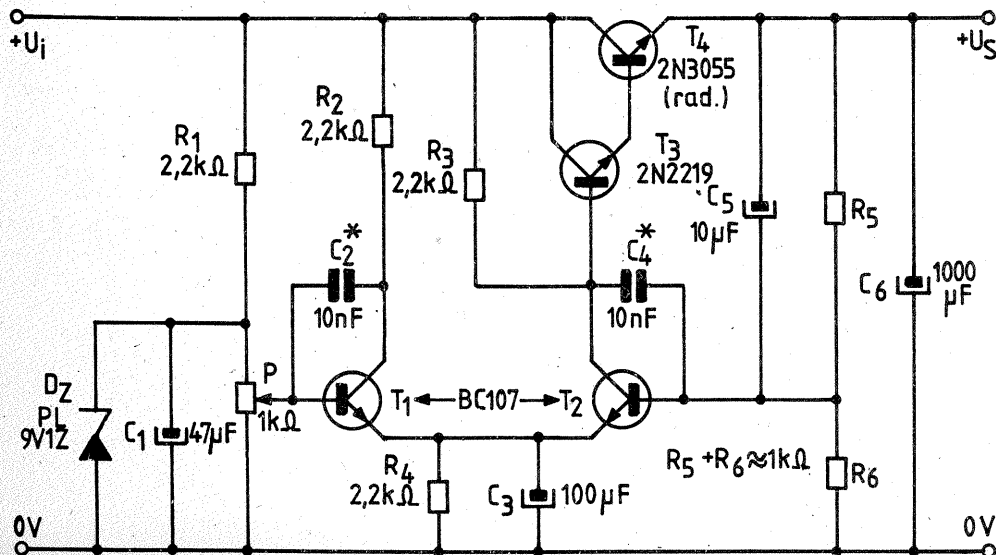 +Ui
+US
R1
2,2kΩ
R2
2,2kΩ
R3
2,2kΩ
T4
2N3055
(rad.)
T3
2N2219
C5
10µF
R5
C6
1000
µF
C2*
10nF
C4*
10nF
DZ
PL
9V1Z
C1
47µF
P
1kΩ
T1
BC107
T2
R4
2,2kΩ
C3
100µF
R5+R6≈1kΩ
R6
0V
0V